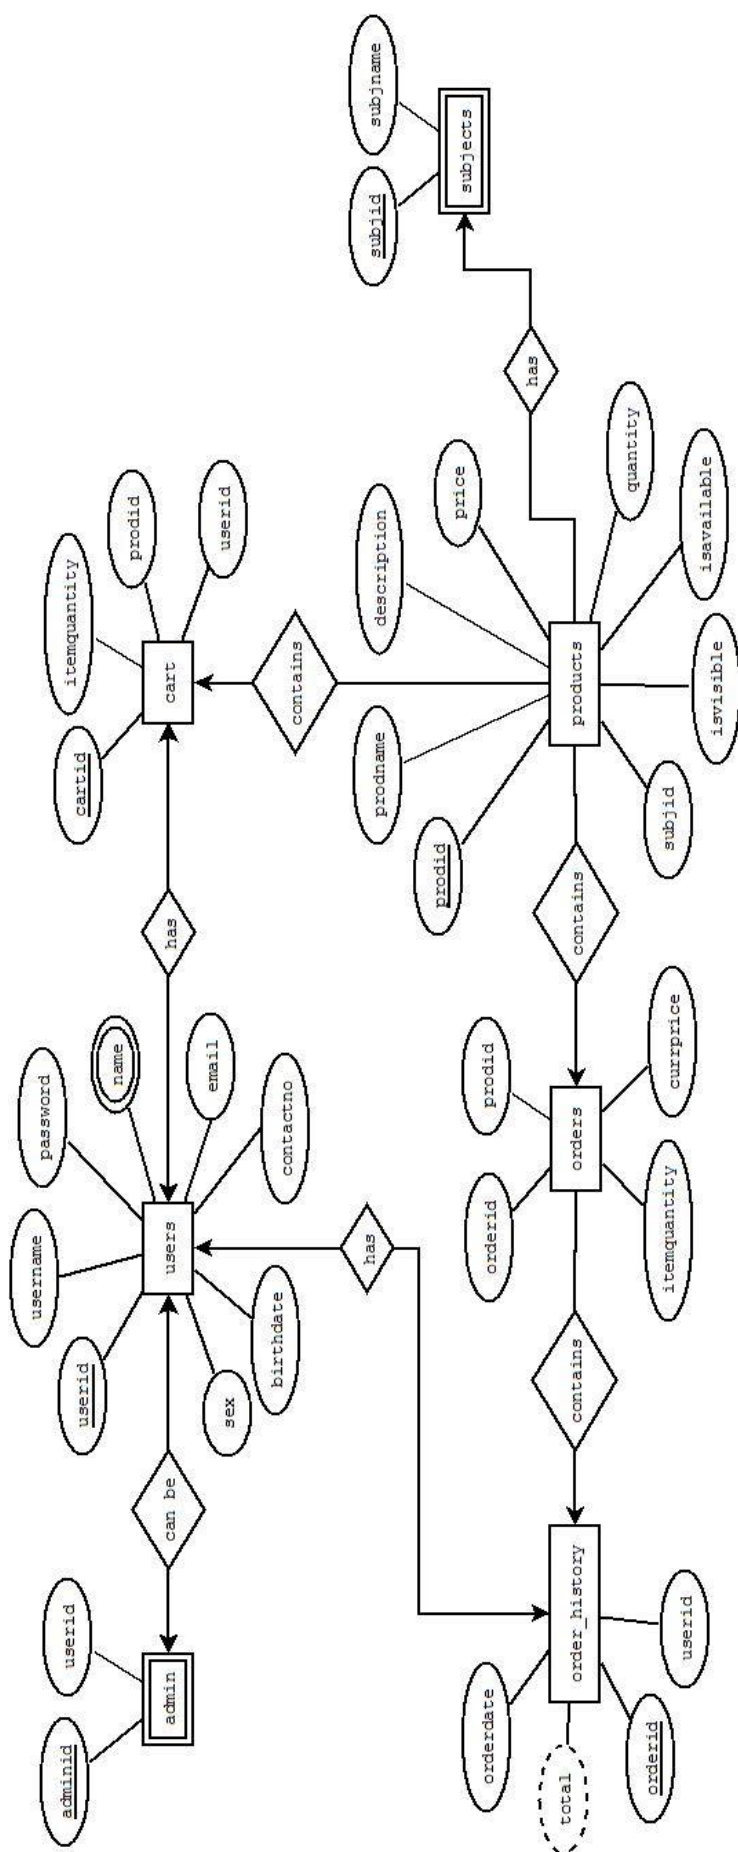 adminid
userid
admin
can be
userid
username
password
name
email
contactno
birthdate
sex
users
has
cartid
itemquantity
prodid
userid
cart
contains
has
orderdate
total
orderid
userid
order_history
contains
orderid
prodid
itemquantity
currprice
orders
contains
prodid
prodname
description
price
quantity
isavailable
isvisible
subjid
products
has
subjid
subjname
subjects